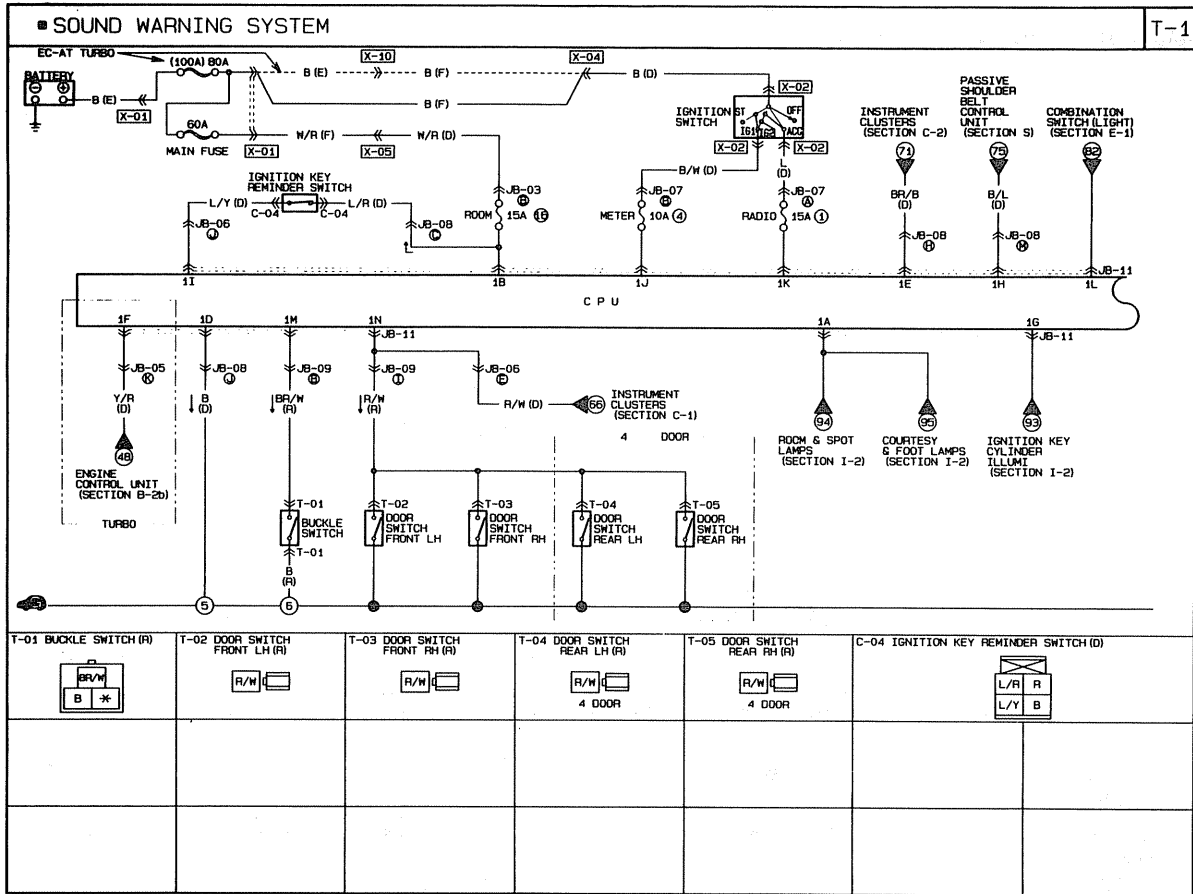 SOUND WARNING SYSTEM
T-1
EC-AT TURBO
(100A) 80A
X-10
X-04
BATTERY
B (E)
B (F)
B (D)
B (E)
X-01
B (F)
X-02
IGNITION
SWITCH
ST
OFF
IG1
IG2
ACC
60A
MAIN FUSE
W/R (F)
W/R (D)
X-01
X-05
X-02
X-02
INSTRUMENT
CLUSTERS
(SECTION C-2)
71
PASSIVE
SHOULDER
BELT
CONTROL
UNIT
(SECTION S)
75
COMBINATION
SWITCH (LIGHT)
(SECTION E-1)
82
IGNITION KEY
REMINDER SWITCH
L/Y (D)
C-04
C-04
L/R (D)
JB-06
J
JB-08
C
JB-03
B
ROOM
15A
16
B/W (D)
JB-07
B
METER
10A
4
L
(D)
JB-07
A
RADIO
15A
1
BR/B
(D)
JB-08
H
B/L
(D)
JB-08
M
JB-11
1I
1B
1J
1K
1E
1H
1L
CPU
1F
1D
1M
1N
JB-11
1A
1G
JB-11
JB-05
K
JB-08
J
JB-09
B
JB-09
I
JB-06
E
Y/R
(D)
B
(D)
BR/W
(R)
R/W
(R)
R/W (D)
66
INSTRUMENT
CLUSTERS
(SECTION C-1)
48
ENGINE
CONTROL UNIT
(SECTION B-2b)
TURBO
4 DOOR
94
ROOM & SPOT
LAMPS
(SECTION I-2)
95
COURTESY
& FOOT LAMPS
(SECTION I-2)
93
IGNITION KEY
CYLINDER
ILLUMI
(SECTION I-2)
T-01
BUCKLE
SWITCH
T-01
B
(R)
T-02
DOOR
SWITCH
FRONT LH
T-03
DOOR
SWITCH
FRONT RH
T-04
DOOR
SWITCH
REAR LH
T-05
DOOR
SWITCH
REAR RH
5
6
T-01 BUCKLE SWITCH (R)
BR/W
B
T-02 DOOR SWITCH
FRONT LH (R)
R/W
T-03 DOOR SWITCH
FRONT RH (R)
R/W
T-04 DOOR SWITCH
REAR LH (R)
R/W
4 DOOR
T-05 DOOR SWITCH
REAR RH (R)
R/W
4 DOOR
C-04 IGNITION KEY REMINDER SWITCH (D)
L/R R
L/Y B